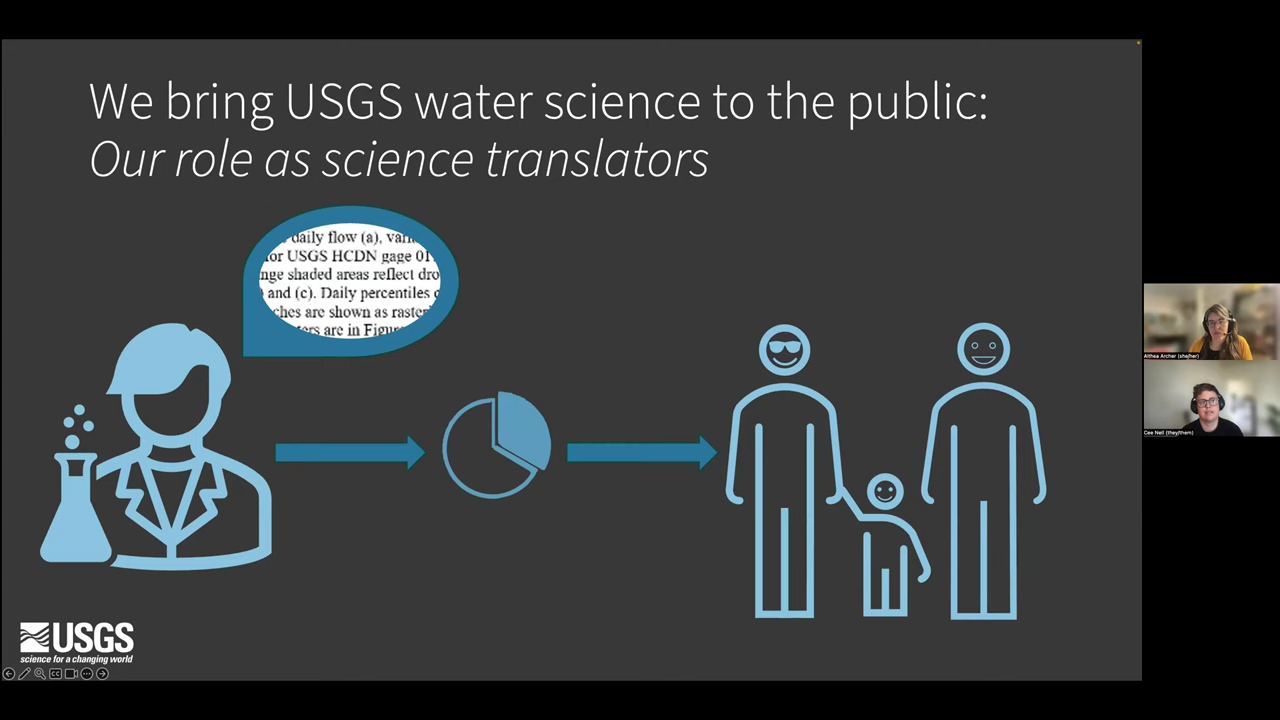 We bring USGS water science to the public:
Our role as science translators
daily flow (a), vari
for USGS HCDN gage 01
nge shaded areas reflect dro
and (c). Daily percentiles
ches are shown as raster
ters are in Figur
Althea Archer (she/her)
Cee Nell (they/them)
USGS
science for a changing world
CC